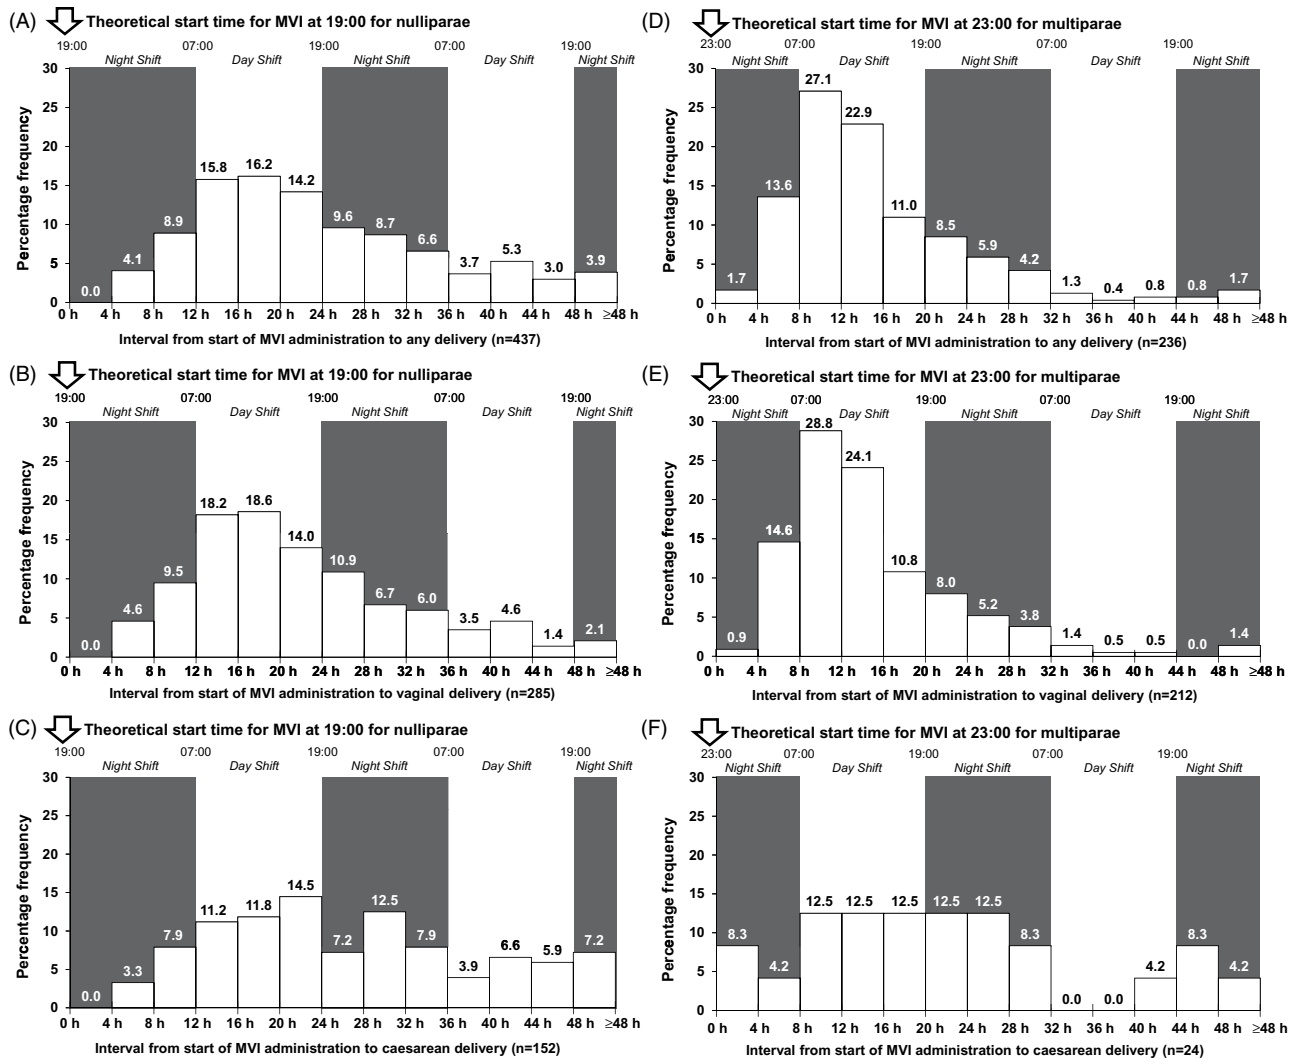 (A) Theoretical start time for MVI at 19:00 for nulliparae
19:00 07:00 19:00 07:00 19:00
Night Shift Day Shift Night Shift Day Shift Night Shift
Percentage frequency
30
25
20
15
10
5
0
0.0 4.1 8.9 15.8 16.2 14.2 9.6 8.7 6.6 3.7 5.3 3.0 3.9
0 h 4 h 8 h 12 h 16 h 20 h 24 h 28 h 32 h 36 h 40 h 44 h 48 h ≥48 h
Interval from start of MVI administration to any delivery (n=437)
(B) Theoretical start time for MVI at 19:00 for nulliparae
19:00 07:00 19:00 07:00 19:00
Night Shift Day Shift Night Shift Day Shift Night Shift
Percentage frequency
30
25
20
15
10
5
0
0.0 4.6 9.5 18.2 18.6 14.0 10.9 6.7 6.0 3.5 4.6 1.4 2.1
0 h 4 h 8 h 12 h 16 h 20 h 24 h 28 h 32 h 36 h 40 h 44 h 48 h ≥48 h
Interval from start of MVI administration to vaginal delivery (n=285)
(C) Theoretical start time for MVI at 19:00 for nulliparae
19:00 07:00 19:00 07:00 19:00
Night Shift Day Shift Night Shift Day Shift Night Shift
Percentage frequency
30
25
20
15
10
5
0
0.0 3.3 7.9 11.2 11.8 14.5 7.2 12.5 7.9 3.9 6.6 5.9 7.2
0 h 4 h 8 h 12 h 16 h 20 h 24 h 28 h 32 h 36 h 40 h 44 h 48 h ≥48 h
Interval from start of MVI administration to caesarean delivery (n=152)
(D) Theoretical start time for MVI at 23:00 for multiparae
23:00 07:00 19:00 07:00 19:00
Night Shift Day Shift Night Shift Day Shift Night Shift
Percentage frequency
30
25
20
15
10
5
0
1.7 13.6 27.1 22.9 11.0 8.5 5.9 4.2 1.3 0.4 0.8 0.8 1.7
0 h 4 h 8 h 12 h 16 h 20 h 24 h 28 h 32 h 36 h 40 h 44 h 48 h ≥48 h
Interval from start of MVI administration to any delivery (n=236)
(E) Theoretical start time for MVI at 23:00 for multiparae
23:00 07:00 19:00 07:00 19:00
Night Shift Day Shift Night Shift Day Shift Night Shift
Percentage frequency
30
25
20
15
10
5
0
0.9 14.6 28.8 24.1 10.8 8.0 5.2 3.8 1.4 0.5 0.5 0.0 1.4
0 h 4 h 8 h 12 h 16 h 20 h 24 h 28 h 32 h 36 h 40 h 44 h 48 h ≥48 h
Interval from start of MVI administration to vaginal delivery (n=212)
(F) Theoretical start time for MVI at 23:00 for multiparae
23:00 07:00 19:00 07:00 19:00
Night Shift Day Shift Night Shift Day Shift Night Shift
Percentage frequency
30
25
20
15
10
5
0
8.3 4.2 12.5 12.5 12.5 12.5 12.5 8.3 0.0 0.0 4.2 8.3 4.2
0 h 4 h 8 h 12 h 16 h 20 h 24 h 28 h 32 h 36 h 40 h 44 h 48 h ≥48 h
Interval from start of MVI administration to caesarean delivery (n=24)